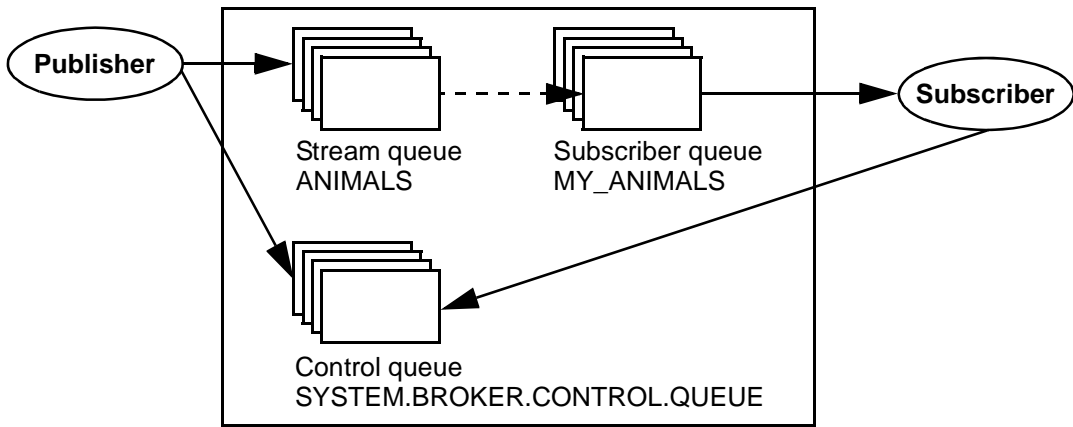 Publisher
Subscriber
Stream queue
ANIMALS
Subscriber queue
MY_ANIMALS
Control queue
SYSTEM.BROKER.CONTROL.QUEUE